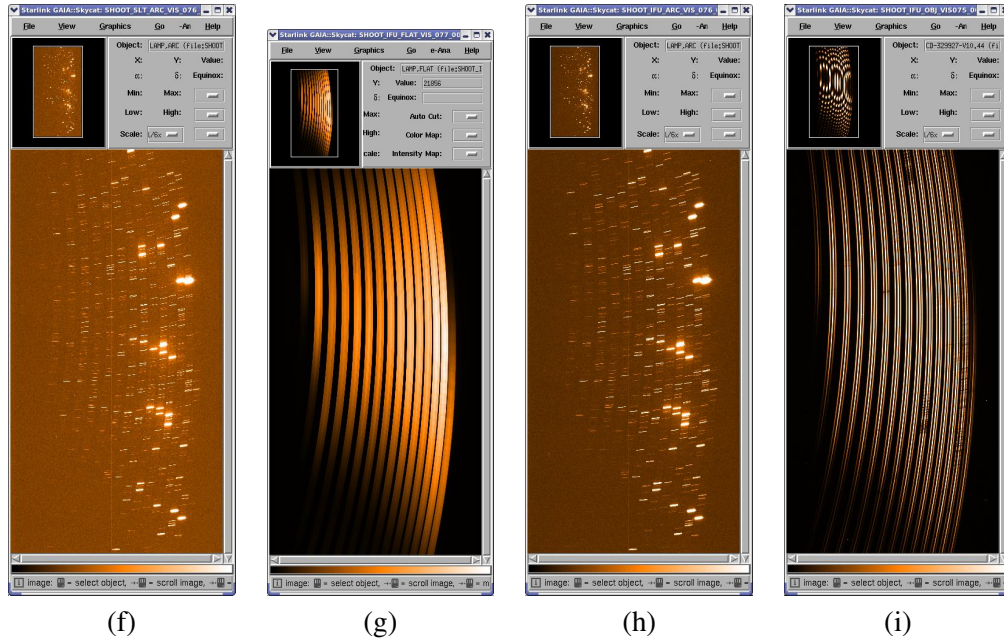 Starlink GAIA::Skycat: SHOOT_SLT_ARC_VIS_076
File View Graphics Go -An Help
Object: LAMP,ARC (file;SHOOT
X: Y: Value:
α: δ: Equinox:
Min: Max:
Low: High:
Scale: 1/6x
image: = select object, = scroll image, =
(f)
Starlink GAIA::Skycat: SHOOT_IFU_FLAT_VIS_077_00
File View Graphics Go e-Ana Help
Object: LAMP,FLAT (file;SHOOT_I
Y: Value: 21856
δ: Equinox:
Max: Auto Cut:
High: Color Map:
cale: Intensity Map:
image: = select object, = scroll image, = m
(g)
Starlink GAIA::Skycat: SHOOT_IFU_ARC_VIS_076
File View Graphics Go -An Help
Object: LAMP,ARC (file;SHOOT
X: Y: Value:
α: δ: Equinox:
Min: Max:
Low: High:
Scale: 1/6x
image: = select object, = scroll image, =
(h)
Starlink GAIA::Skycat: SHOOT_IFU_OBJ_VIS075_00
File View Graphics Go -An Help
Object: CD-329927-V10,44 (fi
X: Y: Value:
α: δ: Equinox:
Min: Max:
Low: High:
Scale: 1/6x
image: = select object, = scroll image, =
(i)